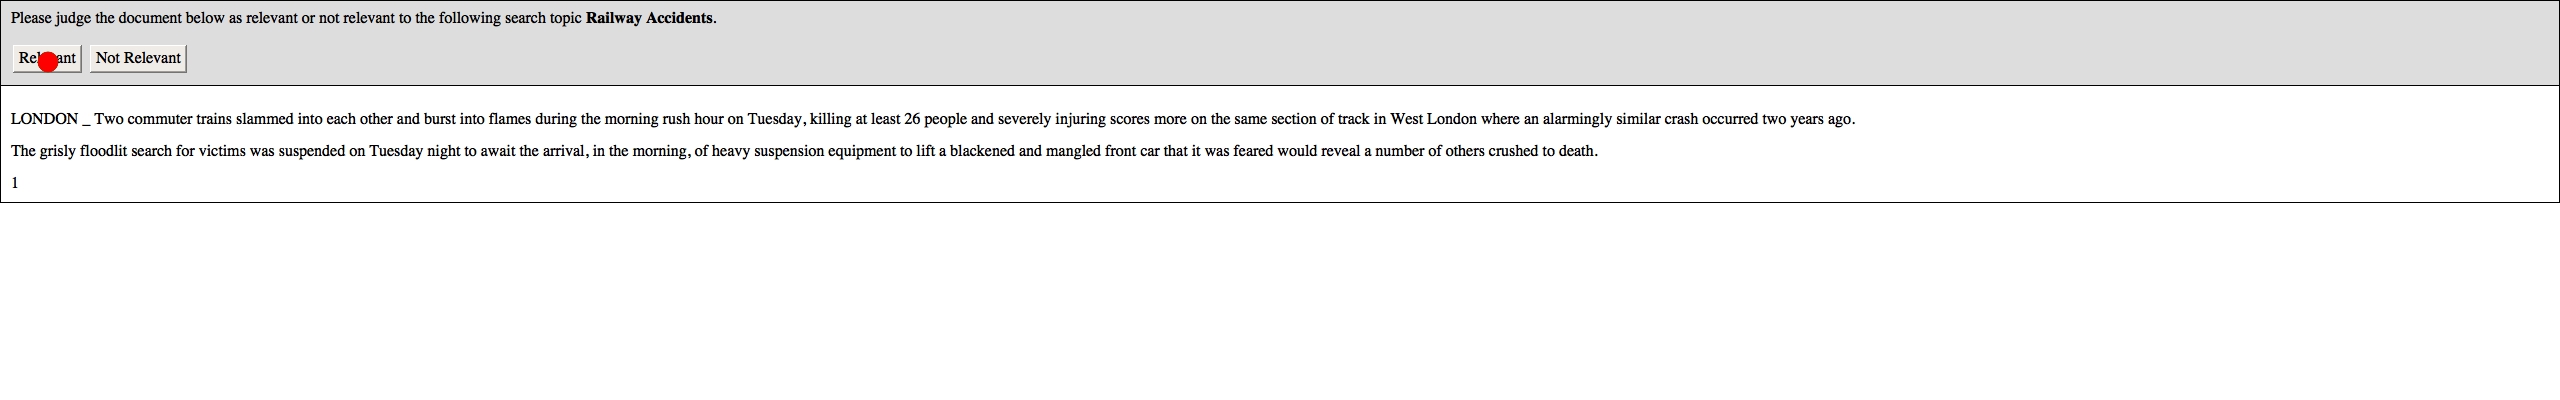 Please judge the document below as relevant or not relevant to the following search topic Railway Accidents.
Relevant Not Relevant
LONDON _ Two commuter trains slammed into each other and burst into flames during the morning rush hour on Tuesday, killing at least 26 people and severely injuring scores more on the same section of track in West London where an alarmingly similar crash occurred two years ago.
The grisly floodlit search for victims was suspended on Tuesday night to await the arrival, in the morning, of heavy suspension equipment to lift a blackened and mangled front car that it was feared would reveal a number of others crushed to death.
1